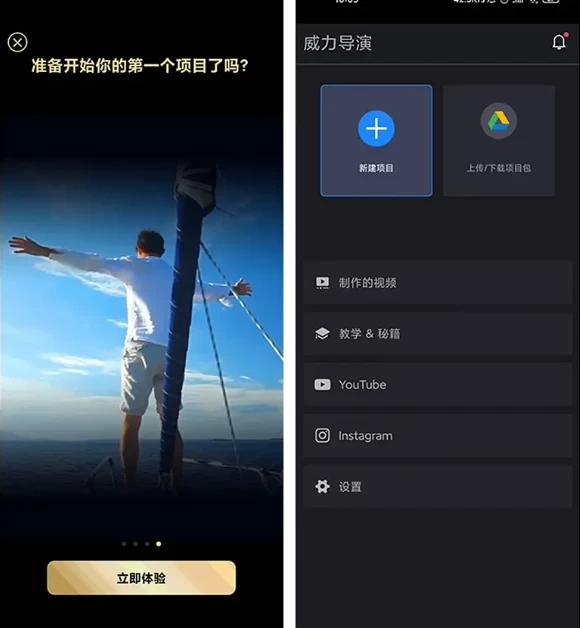 准备开始你的第一个项目了吗?
立即体验
威力导演
新建项目
上传/下载项目包
制作的视频
教学 & 秘籍
YouTube
Instagram
设置